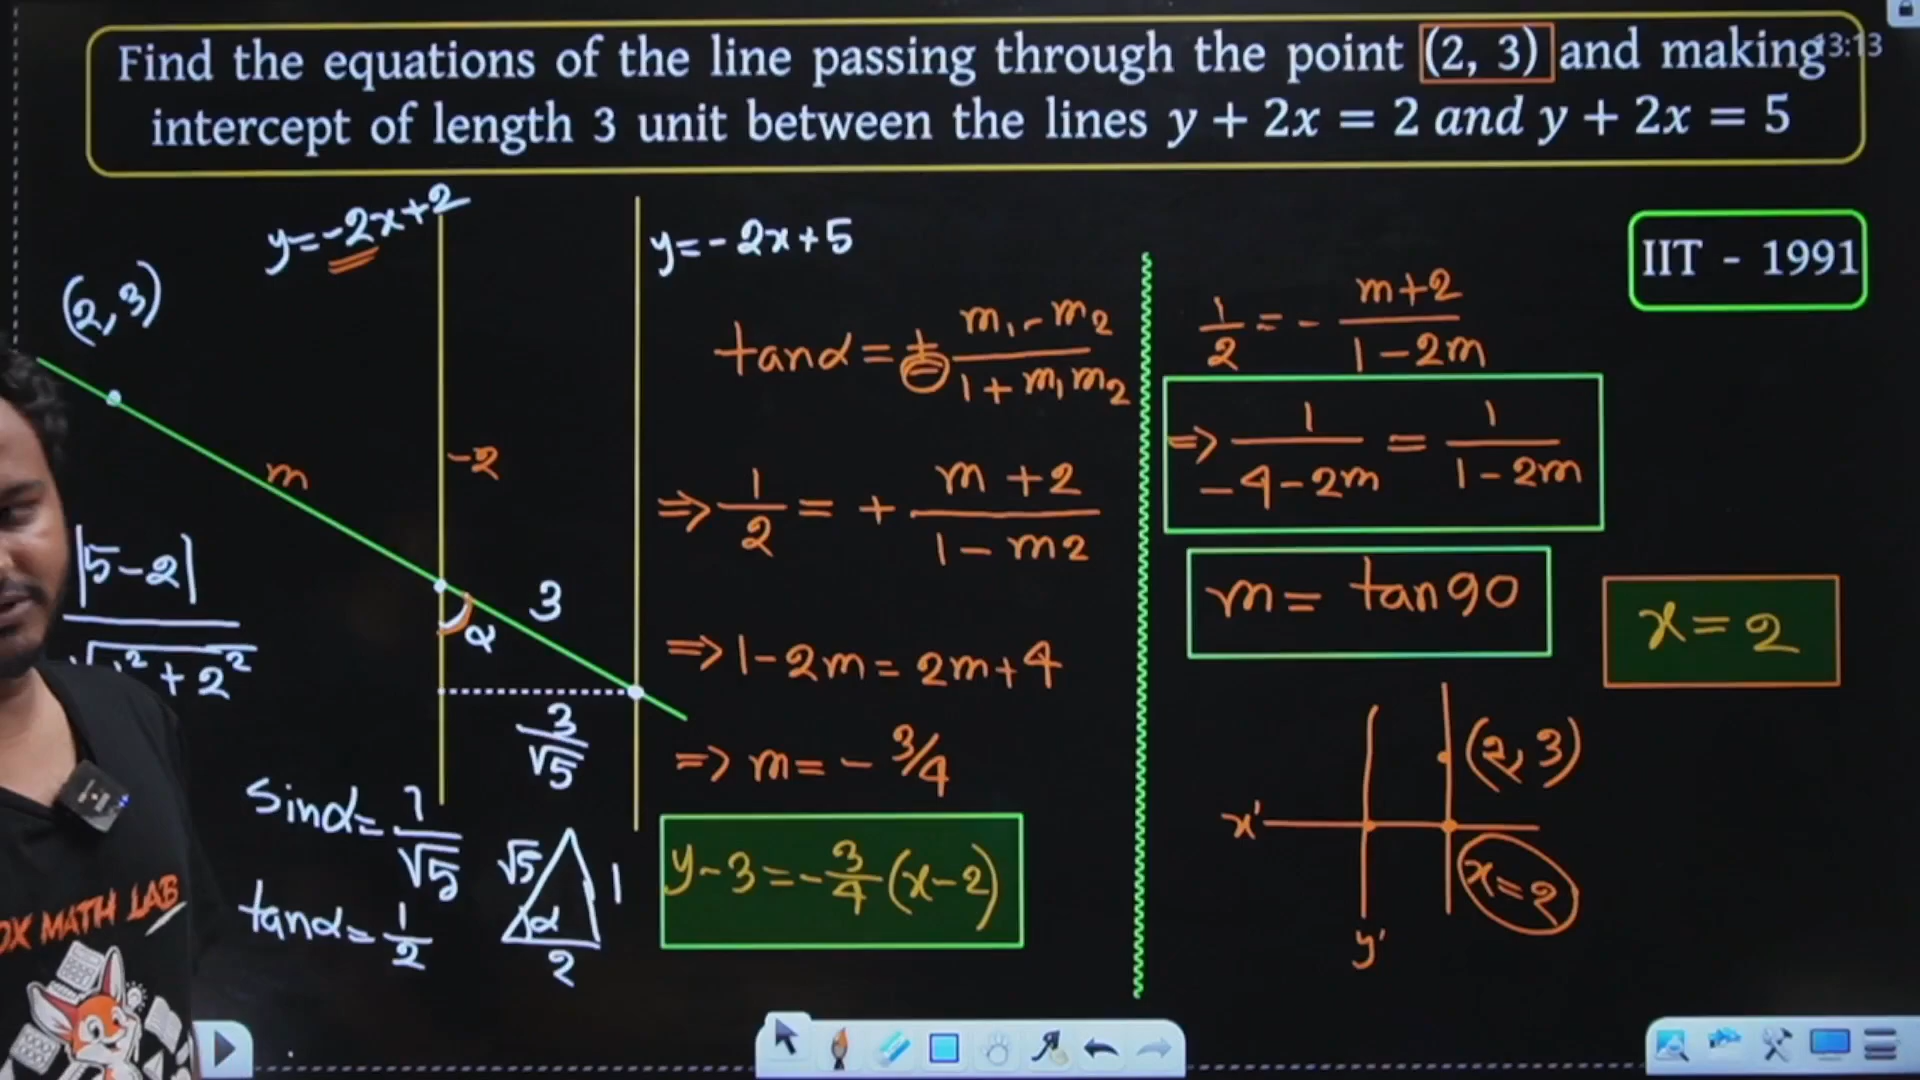 Find the equations of the line passing through the point (2, 3) and making
13:13
intercept of length 3 unit between the lines y + 2x = 2 and y + 2x = 5
IIT - 1991
y=-2x+2
y=-2x+5
(2,3)
m
-2
|5-2|
2 + 2²
3
α
3/√5
sinα=1/√5
tanα=1/2
√5
1
α
2
tanα = ± m₁-m₂ / 1+m₁m₂
⇒ 1/2 = + m+2 / 1-m2
⇒ 1-2m = 2m+4
⇒ m = -3/4
y-3 = -3/4 (x-2)
1/2 = - m+2 / 1-2m
⇒ 1 / -4-2m = 1 / 1-2m
m = tan90
x = 2
(2,3)
x'
x=2
y'
OX MATH LAB